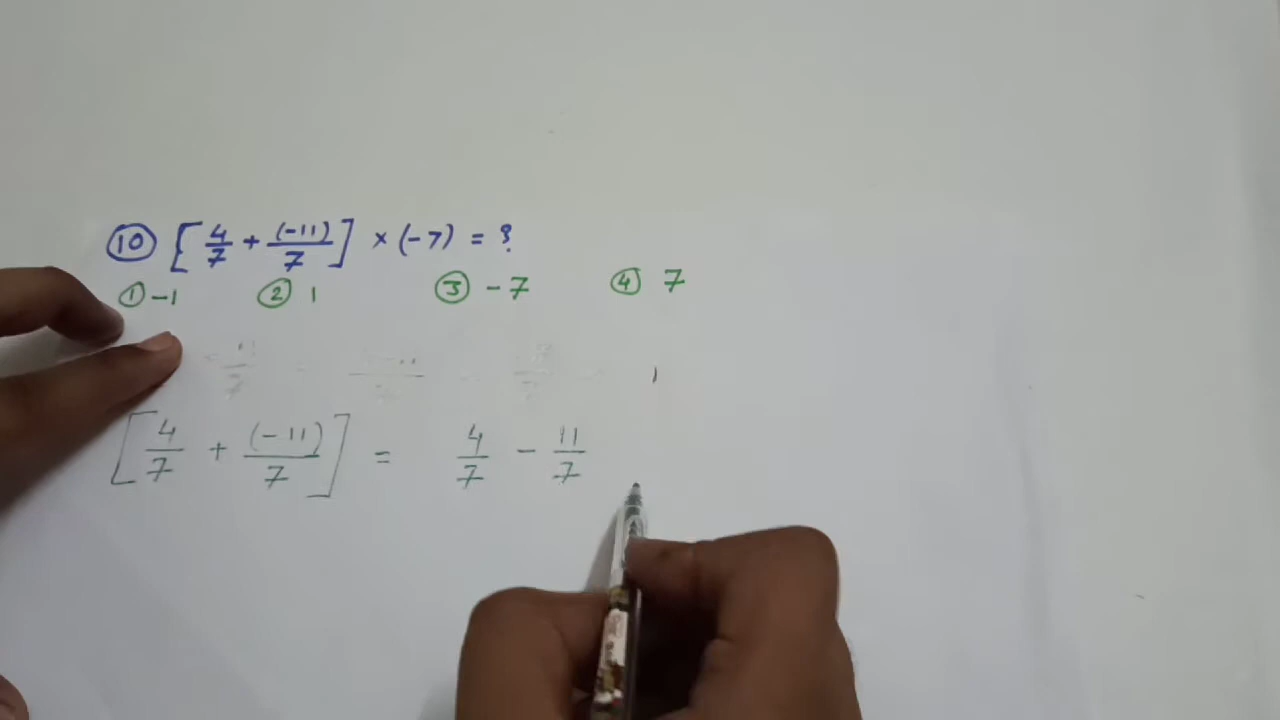 10 [4/7 + (-11)/7] × (-7) = ?
1 -1 2 1 3 -7 4 7
[4/7 + (-11)/7] = 4/7 - 11/7